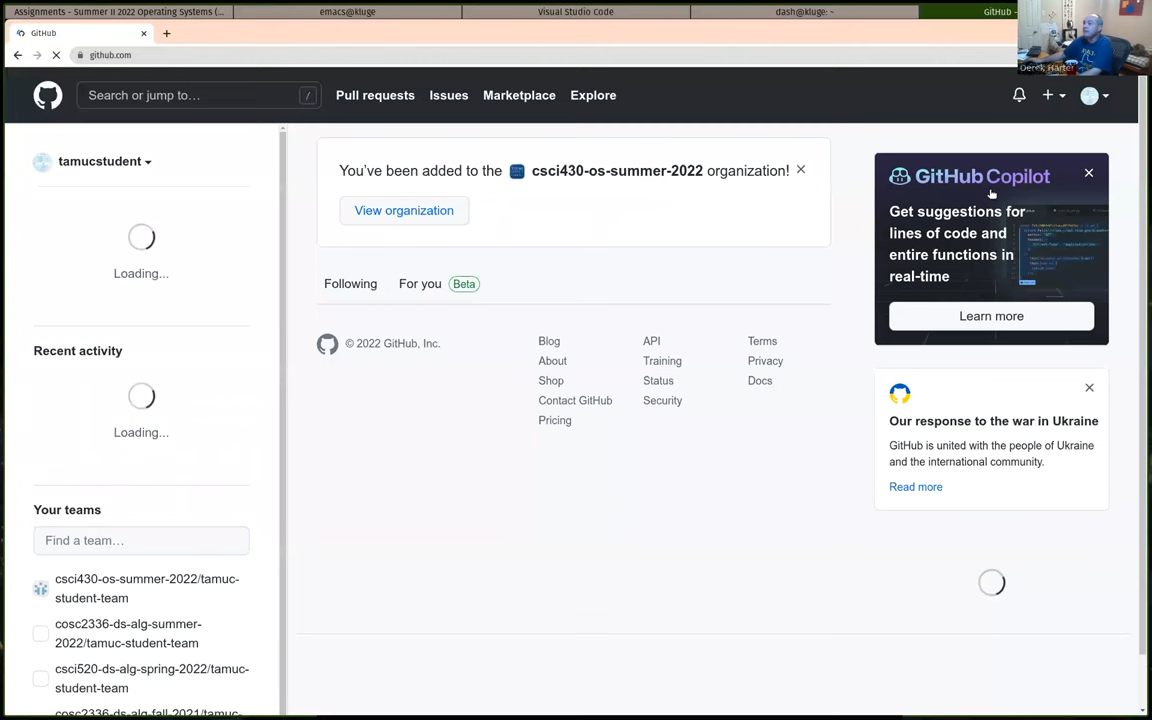 Assignments - Summer II 2022 Operating Systems (...
emacs@kluge
Visual Studio Code
dash@kluge: ~
GitHub -
GitHub
github.com
Derek Harter
Search or jump to…
/
Pull requests
Issues
Marketplace
Explore
tamucstudent
Loading...
Recent activity
Loading...
Your teams
Find a team…
csci430-os-summer-2022/tamuc-
student-team
cosc2336-ds-alg-summer-
2022/tamuc-student-team
csci520-ds-alg-spring-2022/tamuc-
student-team
cosc2336-ds-alg-fall-2021/tamuc-
You’ve been added to the csci430-os-summer-2022 organization!
View organization
Following
For you
Beta
© 2022 GitHub, Inc.
Blog
About
Shop
Contact GitHub
Pricing
API
Training
Status
Security
Terms
Privacy
Docs
GitHub Copilot
Get suggestions for
lines of code and
entire functions in
real-time
Learn more
Our response to the war in Ukraine
GitHub is united with the people of Ukraine
and the international community.
Read more